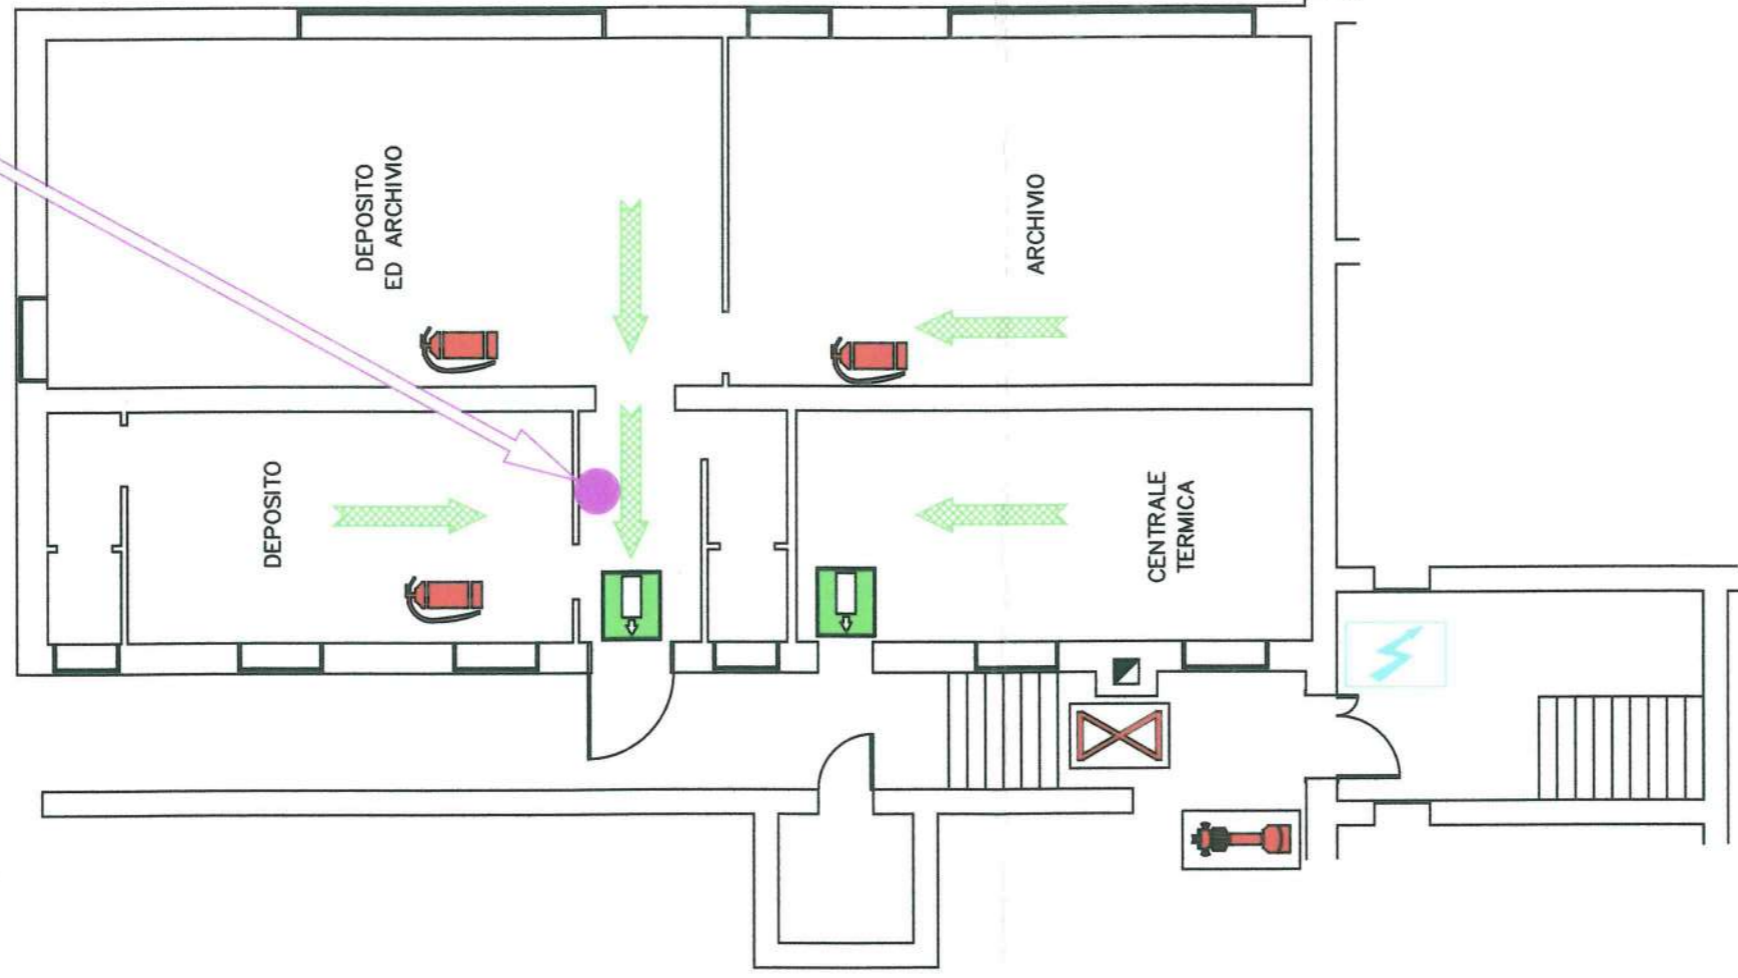 DEPOSITO
ED ARCHIVIO
ARCHIVIO
DEPOSITO
CENTRALE
TERMICA